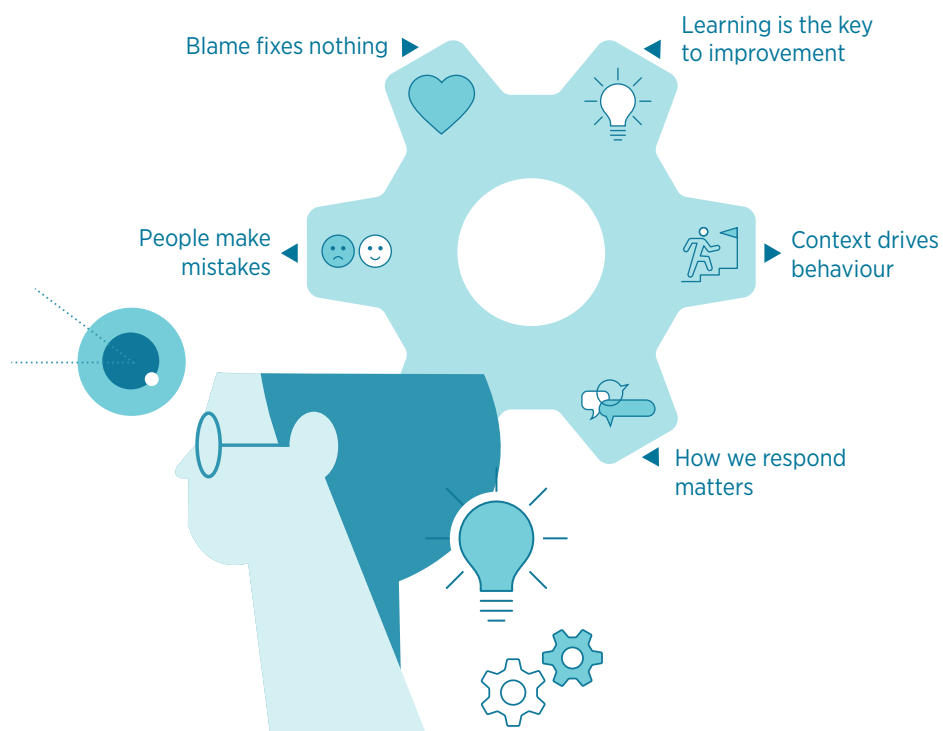 Blame fixes nothing
Learning is the key
to improvement
People make
mistakes
Context drives
behaviour
How we respond
matters